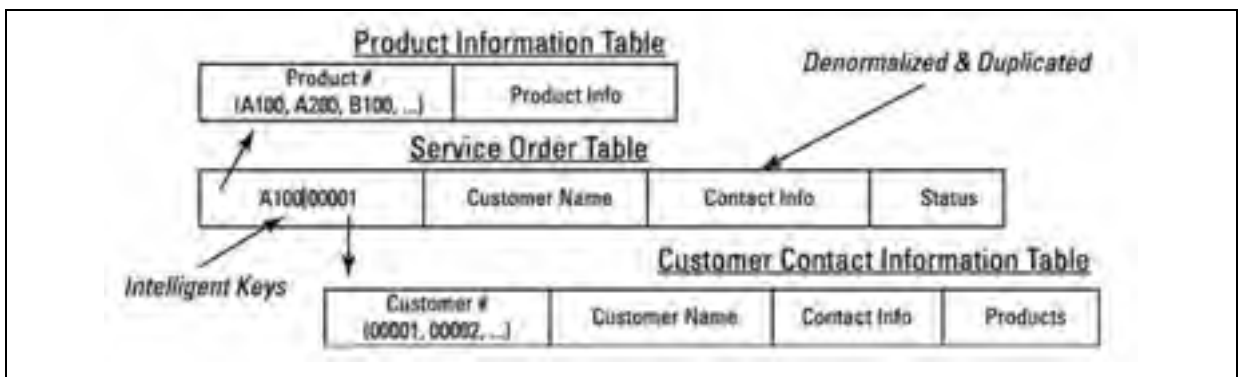 Product Information Table
Denormalized & Duplicated
Product #
(A100, A200, B100, ...)
Product Info
Service Order Table
A100|00001
Customer Name
Contact Info
Status
Intelligent Keys
Customer Contact Information Table
Customer #
(00001, 00002, ...)
Customer Name
Contact Info
Products